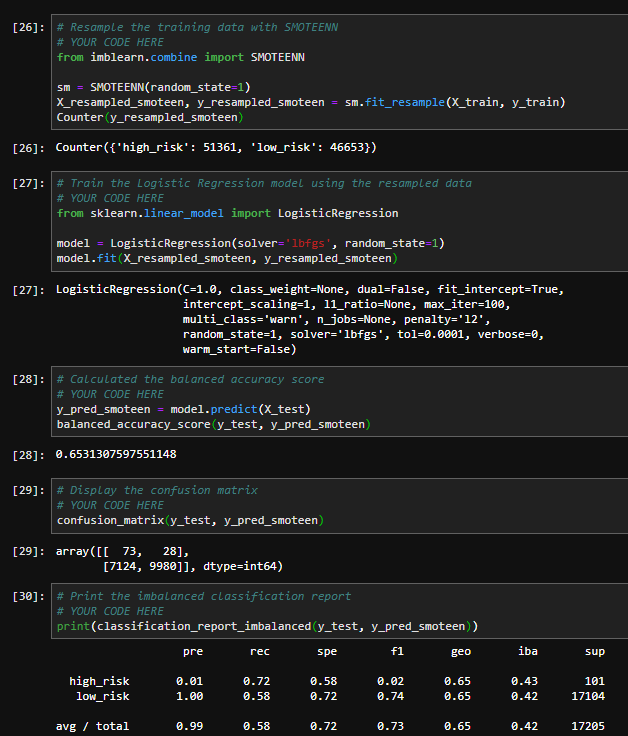 [26]: # Resample the training data with SMOTEENN
# YOUR CODE HERE
from imblearn.combine import SMOTEENN
sm = SMOTEENN(random_state=1)
X_resampled_smoteen, y_resampled_smoteen = sm.fit_resample(X_train, y_train)
Counter(y_resampled_smoteen)
[26]: Counter({'high_risk': 51361, 'low_risk': 46653})
[27]: # Train the Logistic Regression model using the resampled data
# YOUR CODE HERE
from sklearn.linear_model import LogisticRegression
model = LogisticRegression(solver='lbfgs', random_state=1)
model.fit(X_resampled_smoteen, y_resampled_smoteen)
[27]: LogisticRegression(C=1.0, class_weight=None, dual=False, fit_intercept=True,
intercept_scaling=1, l1_ratio=None, max_iter=100,
multi_class='warn', n_jobs=None, penalty='l2',
random_state=1, solver='lbfgs', tol=0.0001, verbose=0,
warm_start=False)
[28]: # Calculated the balanced accuracy score
# YOUR CODE HERE
y_pred_smoteen = model.predict(X_test)
balanced_accuracy_score(y_test, y_pred_smoteen)
[28]: 0.6531307597551148
[29]: # Display the confusion matrix
# YOUR CODE HERE
confusion_matrix(y_test, y_pred_smoteen)
[29]: array([[  73,   28],
[7124, 9980]], dtype=int64)
[30]: # Print the imbalanced classification report
# YOUR CODE HERE
print(classification_report_imbalanced(y_test, y_pred_smoteen))
pre rec spe f1 geo iba sup
high_risk 0.01 0.72 0.58 0.02 0.65 0.43 101
low_risk 1.00 0.58 0.72 0.74 0.65 0.42 17104
avg / total 0.99 0.58 0.72 0.73 0.65 0.42 17205